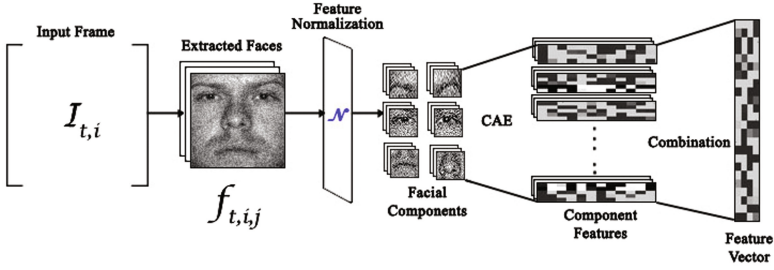 Input Frame
I t,i
Extracted Faces
f t,i,j
Feature
Normalization
N
Facial
Components
CAE
Component
Features
Combination
Feature
Vector